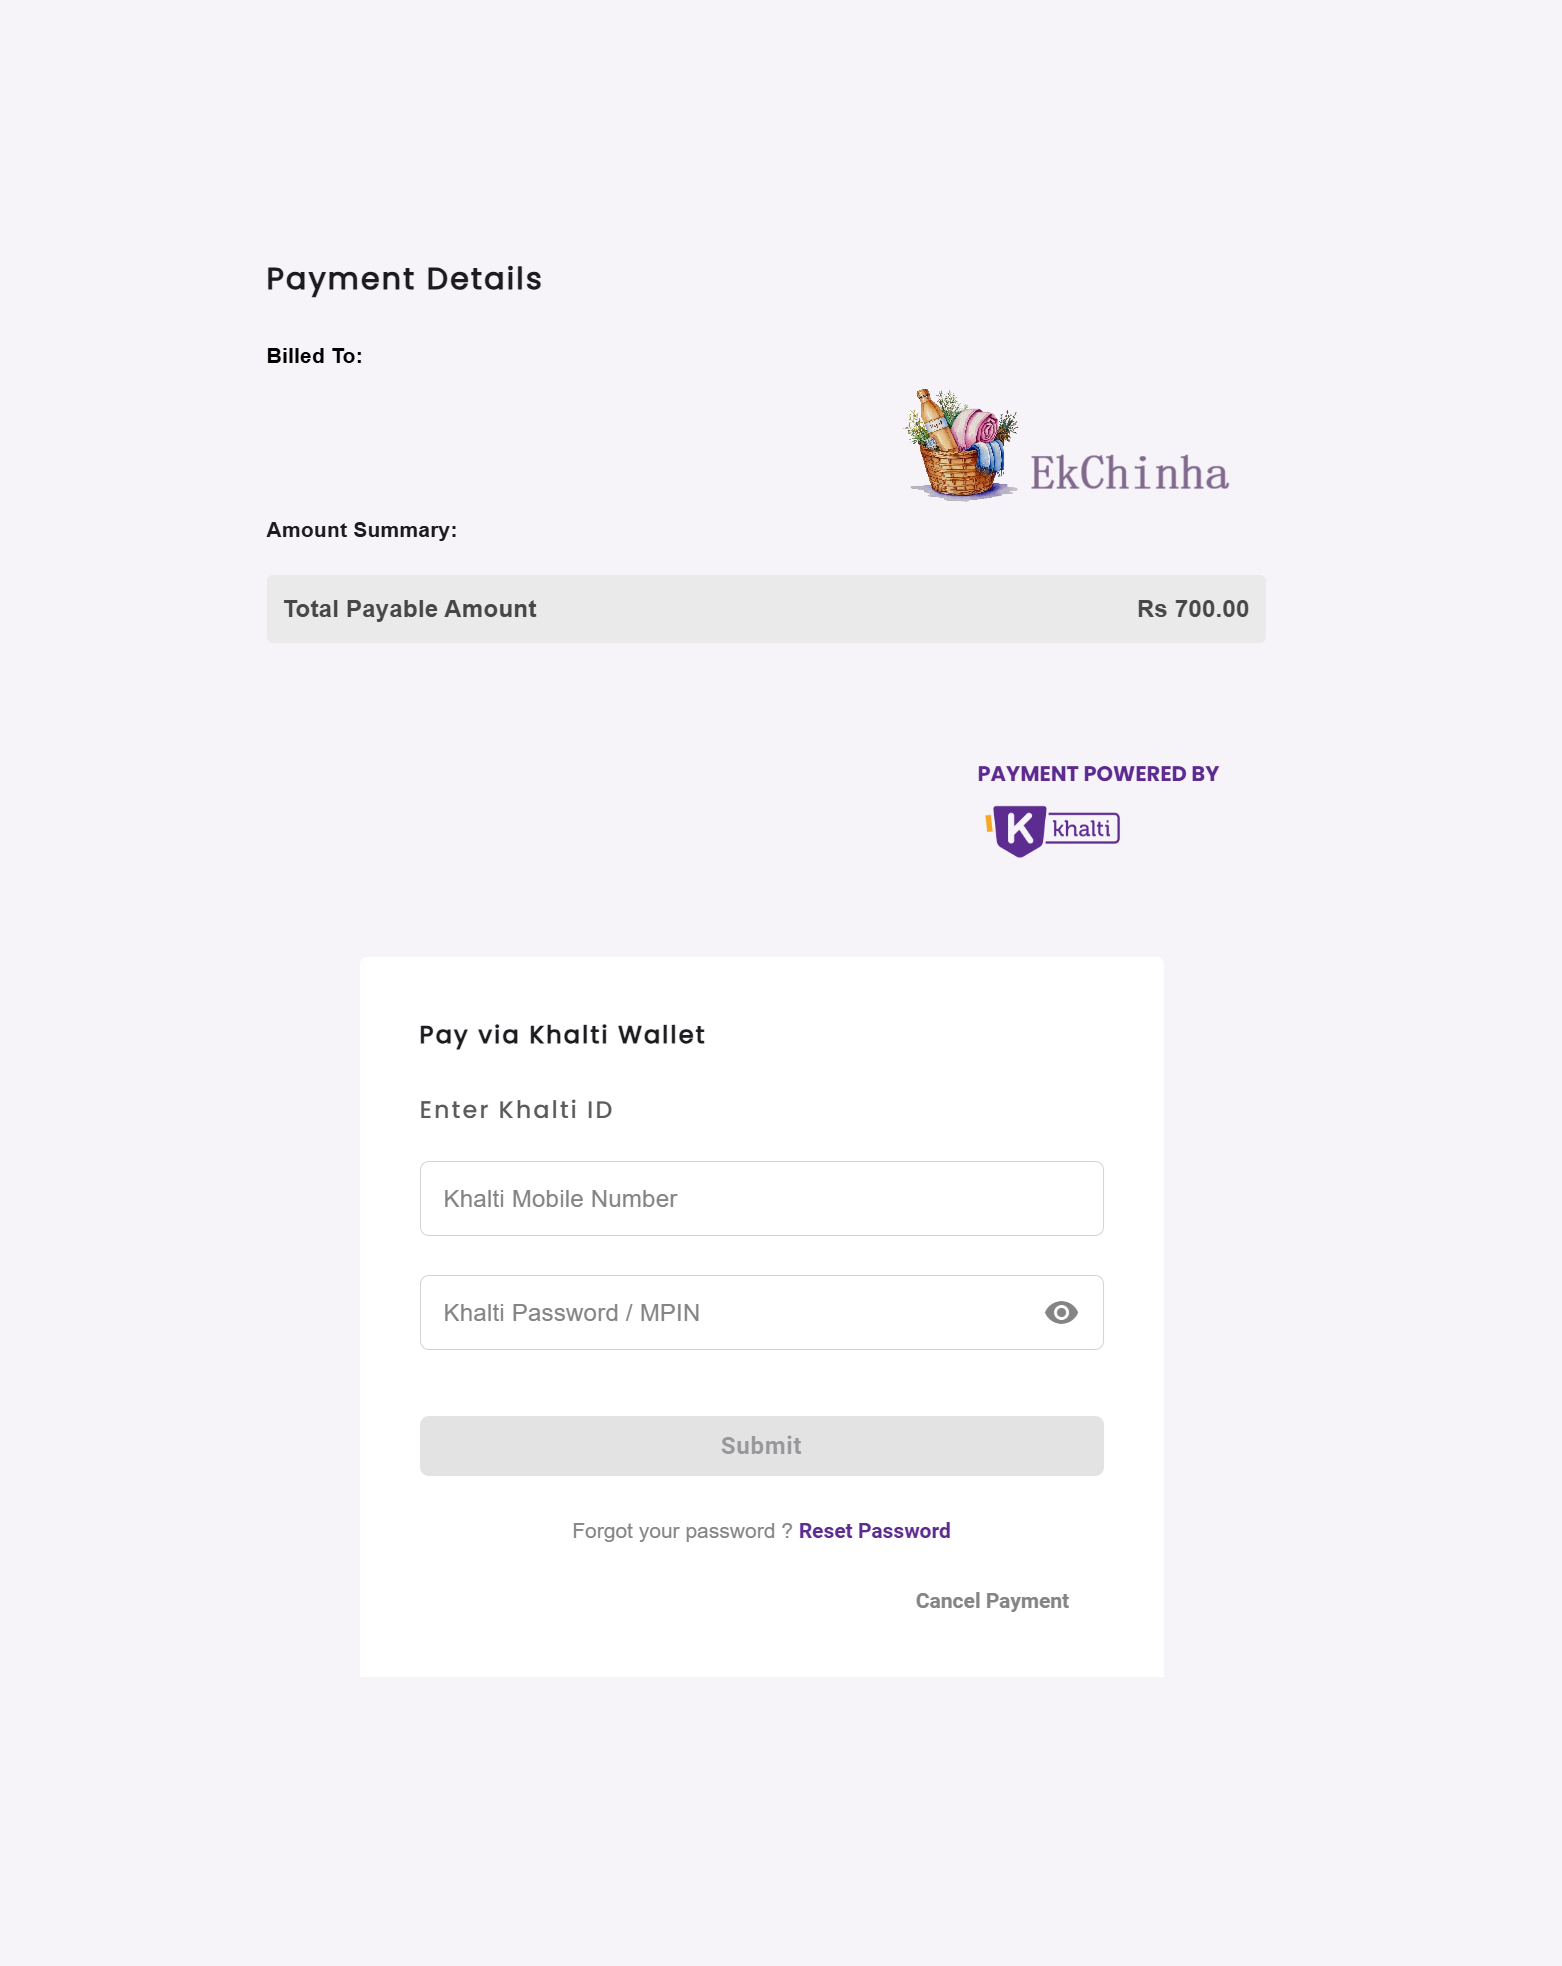 Payment Details
Billed To:
EkChinha
Amount Summary:
Total Payable Amount Rs 700.00
PAYMENT POWERED BY
K khalti
Pay via Khalti Wallet
Enter Khalti ID
Khalti Mobile Number
Khalti Password / MPIN
Submit
Forgot your password ? Reset Password
Cancel Payment